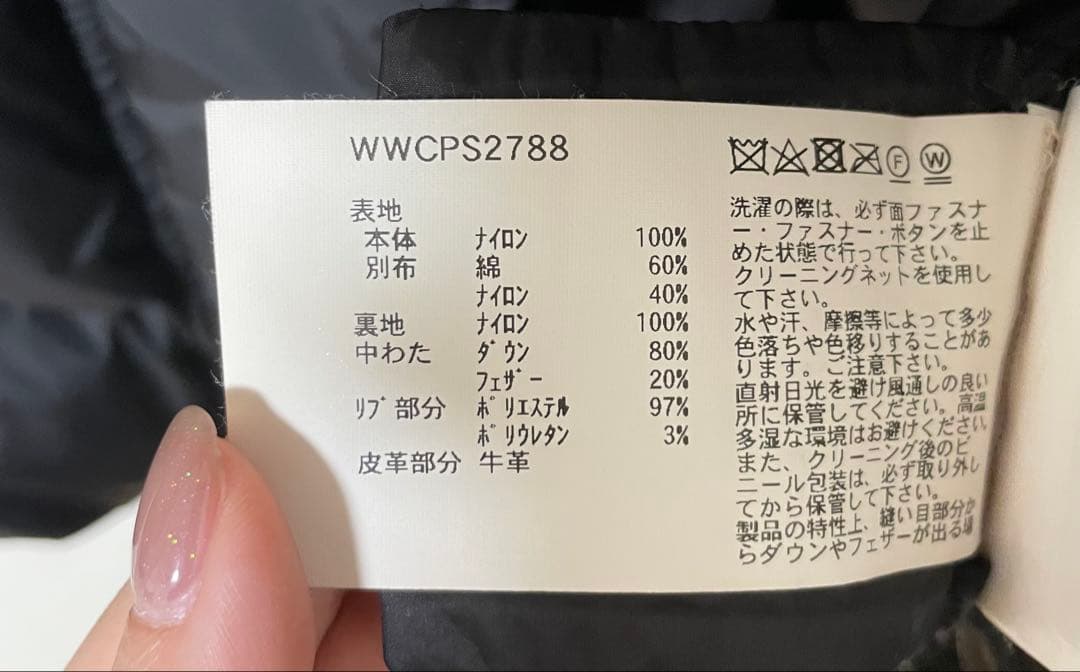 WWCPS2788
表地
本体 ナイロン 100%
別布 綿 60%
ナイロン 40%
裏地 ナイロン 100%
中わた ダウン 80%
フェザー 20%
リブ部分 ポリエステル 97%
ポリウレタン 3%
皮革部分 牛革
F W
洗濯の際は、必ず面ファスナ
ー・ファスナー・ボタンを止
めた状態で行って下さい。
クリーニングネットを使用し
て下さい。
水や汗、摩擦等によって多少
色落ちや色移りすることがあ
ります。ご注意下さい。
直射日光を避け風通しの良い
所に保管してください。高温
多湿な環境はお避けください。
また、クリーニング後のビ
ニール包装は、必ず取り外し
てから保管して下さい。
製品の特性上、縫い目部分か
らダウンやフェザーが出る場